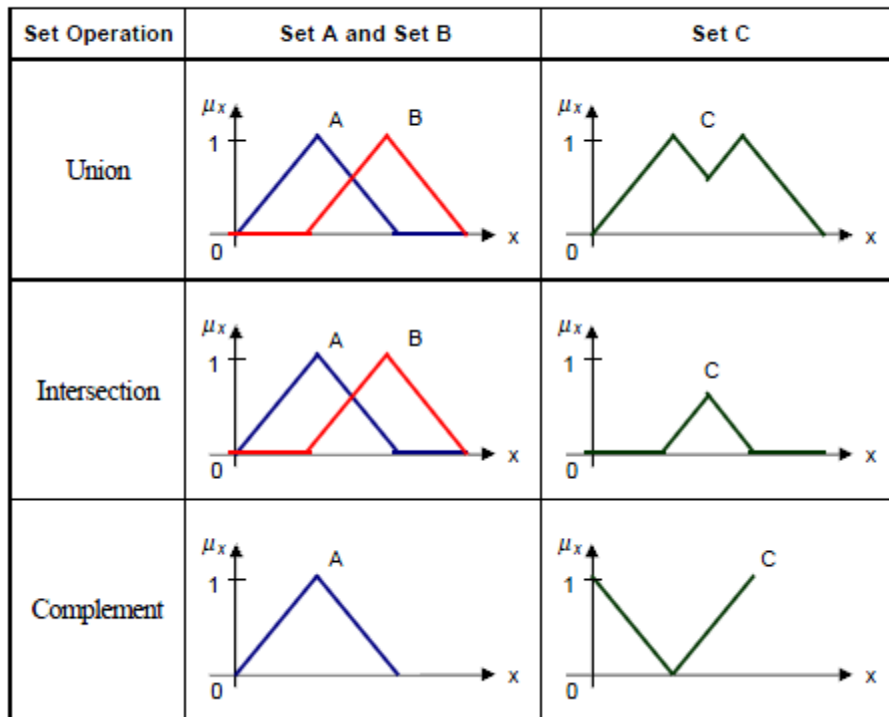 Set Operation
Set A and Set B
Set C
Union
μx
A
B
1
0
x
μx
C
1
0
x
Intersection
μx
A
B
1
0
x
μx
C
1
0
x
Complement
μx
A
1
0
x
μx
C
1
0
x